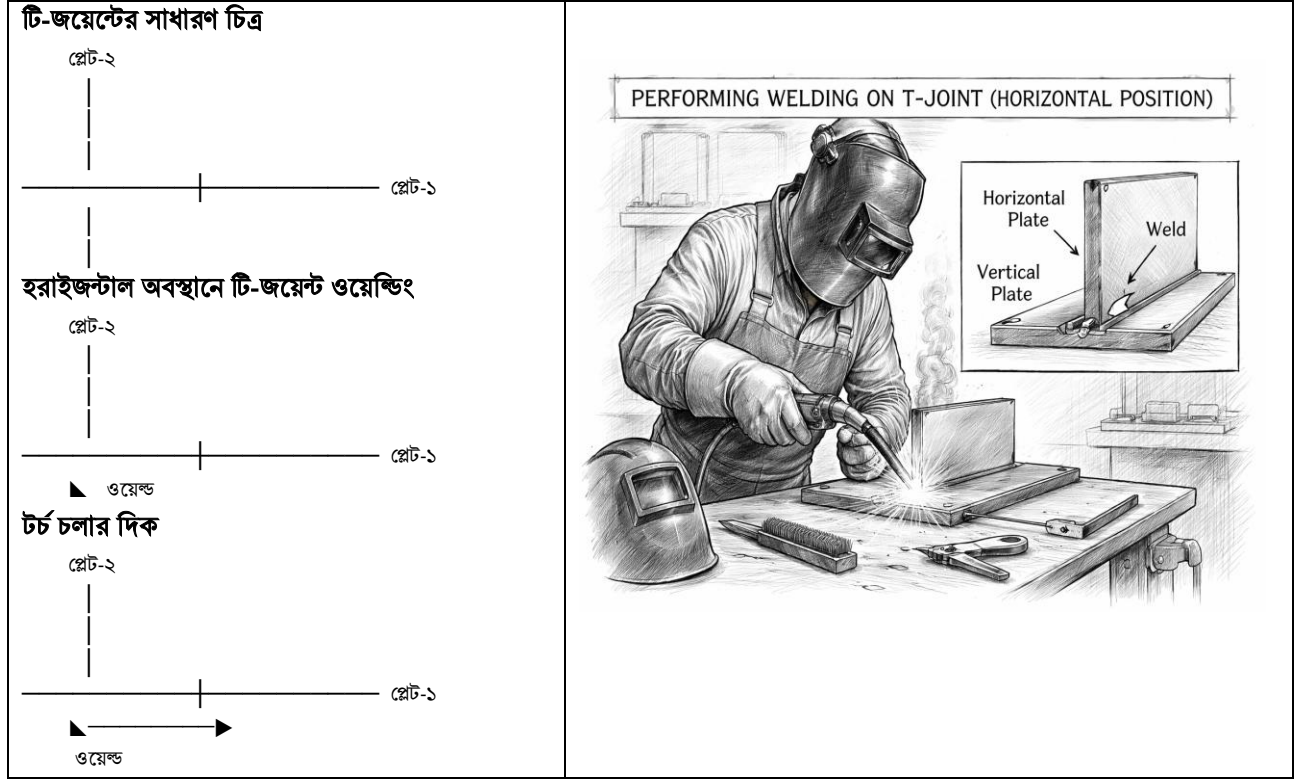 টি-জয়েন্টের সাধারণ চিত্র
প্লেট-২
প্লেট-১
হরাইজন্টাল অবস্থানে টি-জয়েন্ট ওয়েল্ডিং
প্লেট-২
প্লেট-১
ওয়েল্ড
টর্চ চলার দিক
প্লেট-২
প্লেট-১
ওয়েল্ড
PERFORMING WELDING ON T-JOINT (HORIZONTAL POSITION)
Horizontal
Plate
Weld
Vertical
Plate